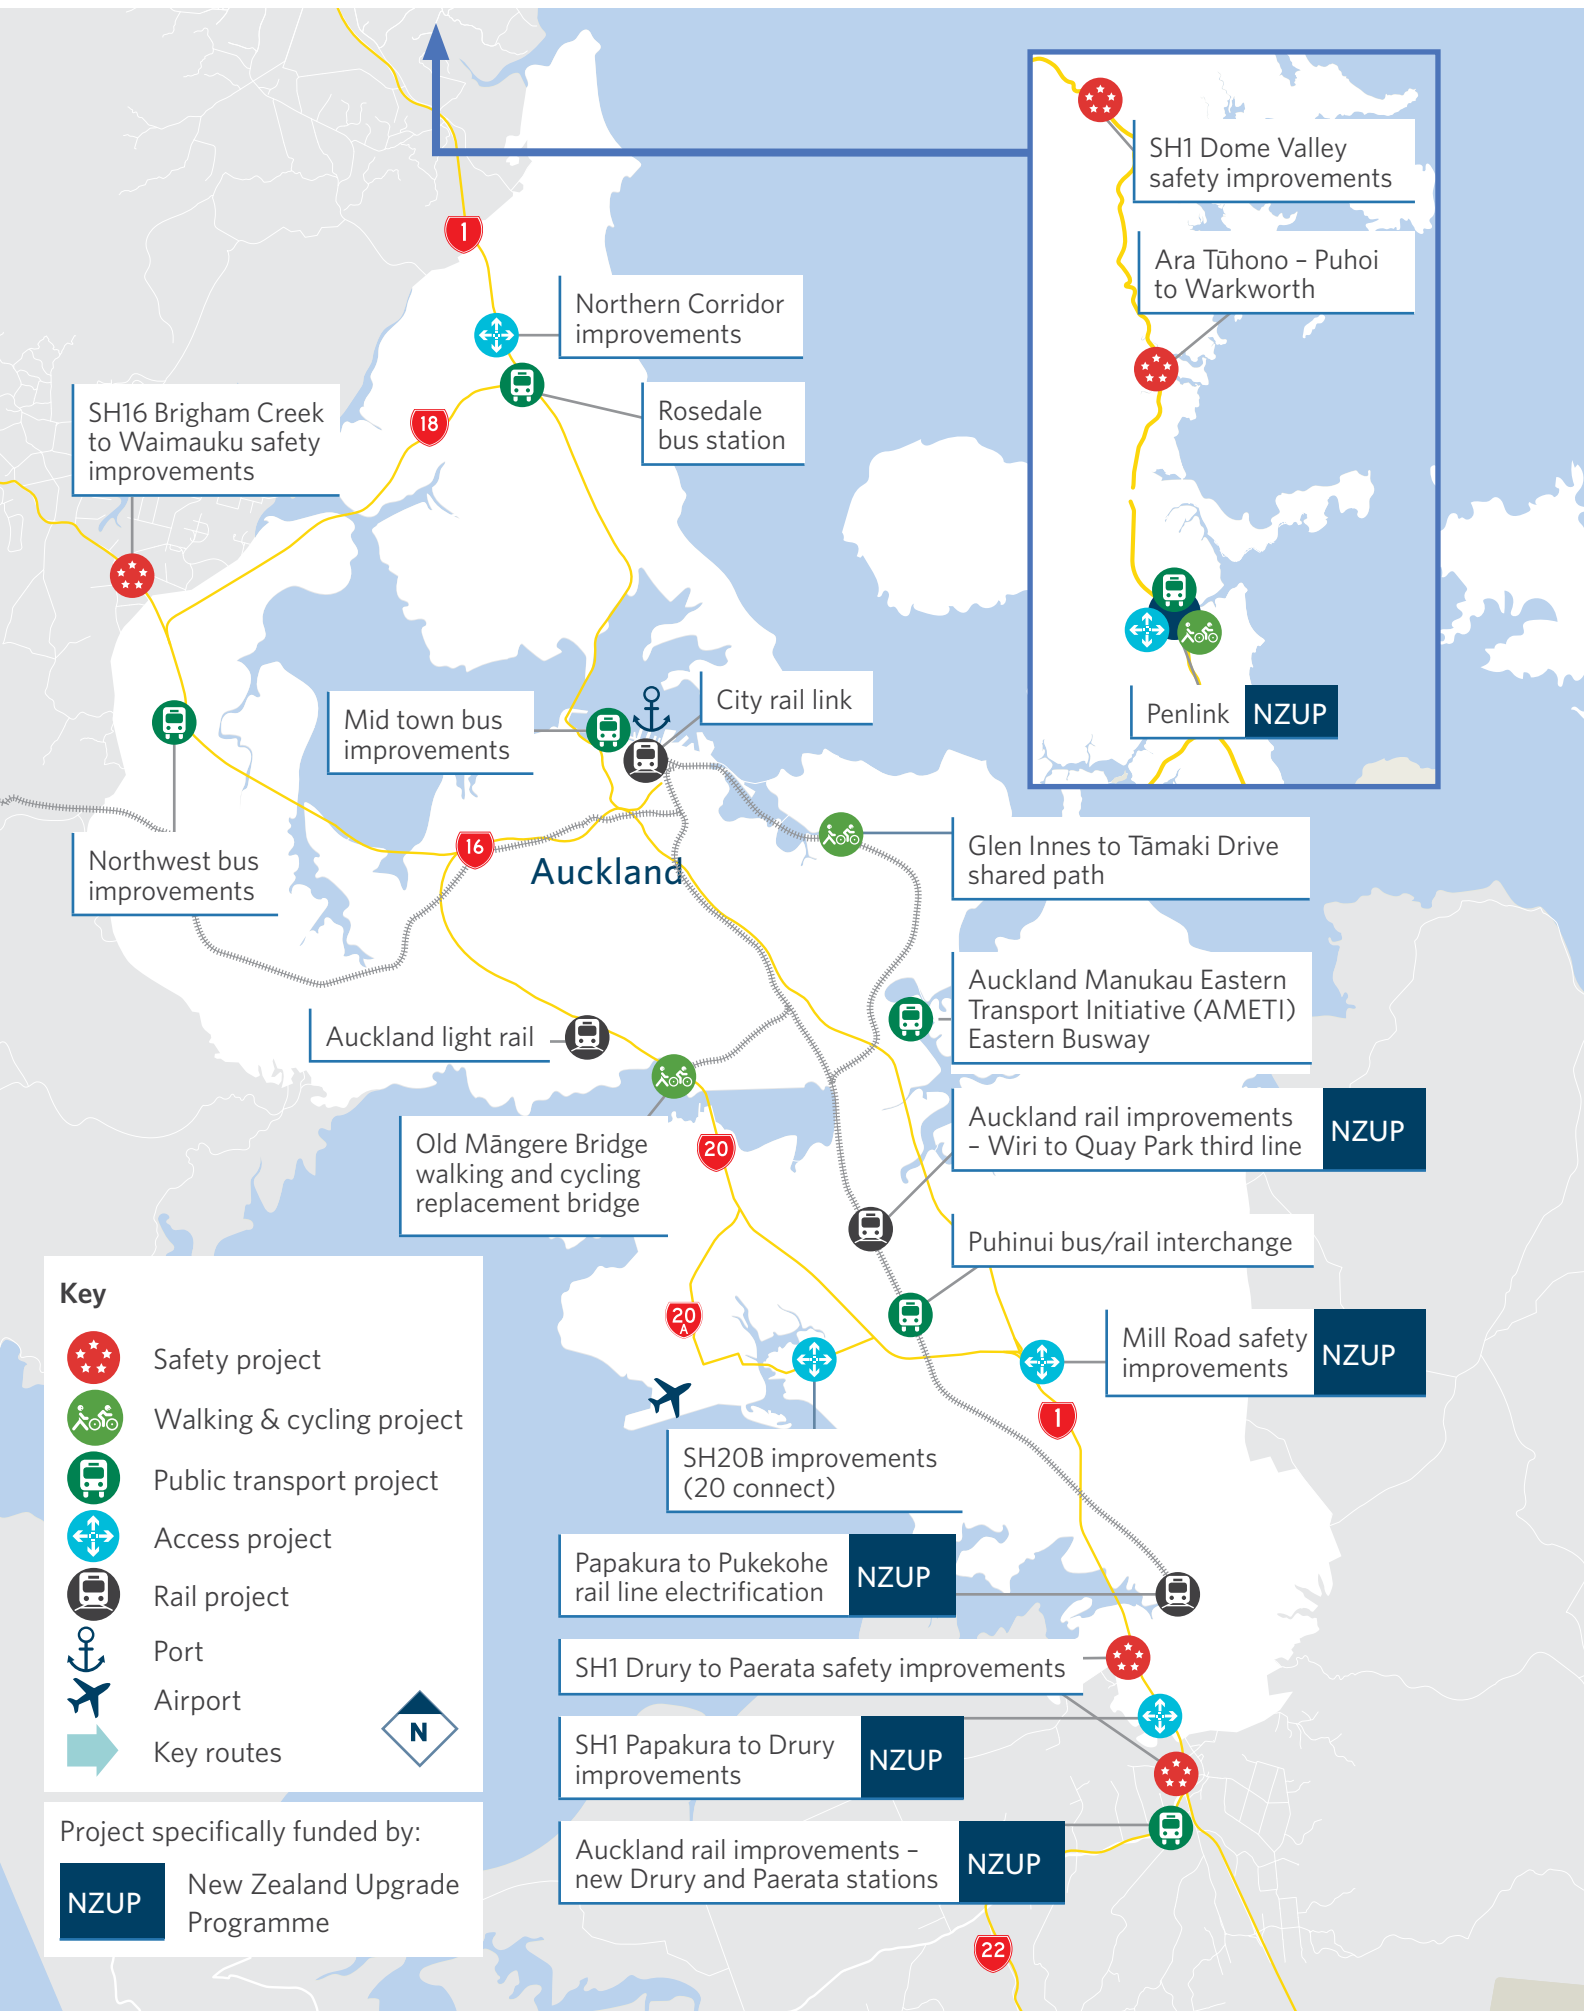 SH1 Dome Valley
safety improvements
Ara Tūhono – Puhoi
to Warkworth
1
Northern Corridor
improvements
Rosedale
bus station
SH16 Brigham Creek
to Waimauku safety
improvements
18
Penlink NZUP
City rail link
Mid town bus
improvements
Northwest bus
improvements
16
Auckland
Glen Innes to Tāmaki Drive
shared path
Auckland Manukau Eastern
Transport Initiative (AMETI)
Eastern Busway
Auckland light rail
Auckland rail improvements
– Wiri to Quay Park third line
NZUP
Old Māngere Bridge
walking and cycling
replacement bridge
20
Puhinui bus/rail interchange
20
A
Mill Road safety
improvements
NZUP
1
SH20B improvements
(20 connect)
Papakura to Pukekohe
rail line electrification
NZUP
SH1 Drury to Paerata safety improvements
SH1 Papakura to Drury
improvements
NZUP
Auckland rail improvements –
new Drury and Paerata stations
NZUP
22
Key
Safety project
Walking & cycling project
Public transport project
Access project
Rail project
Port
Airport
Key routes
N
Project specifically funded by:
NZUP
New Zealand Upgrade
Programme